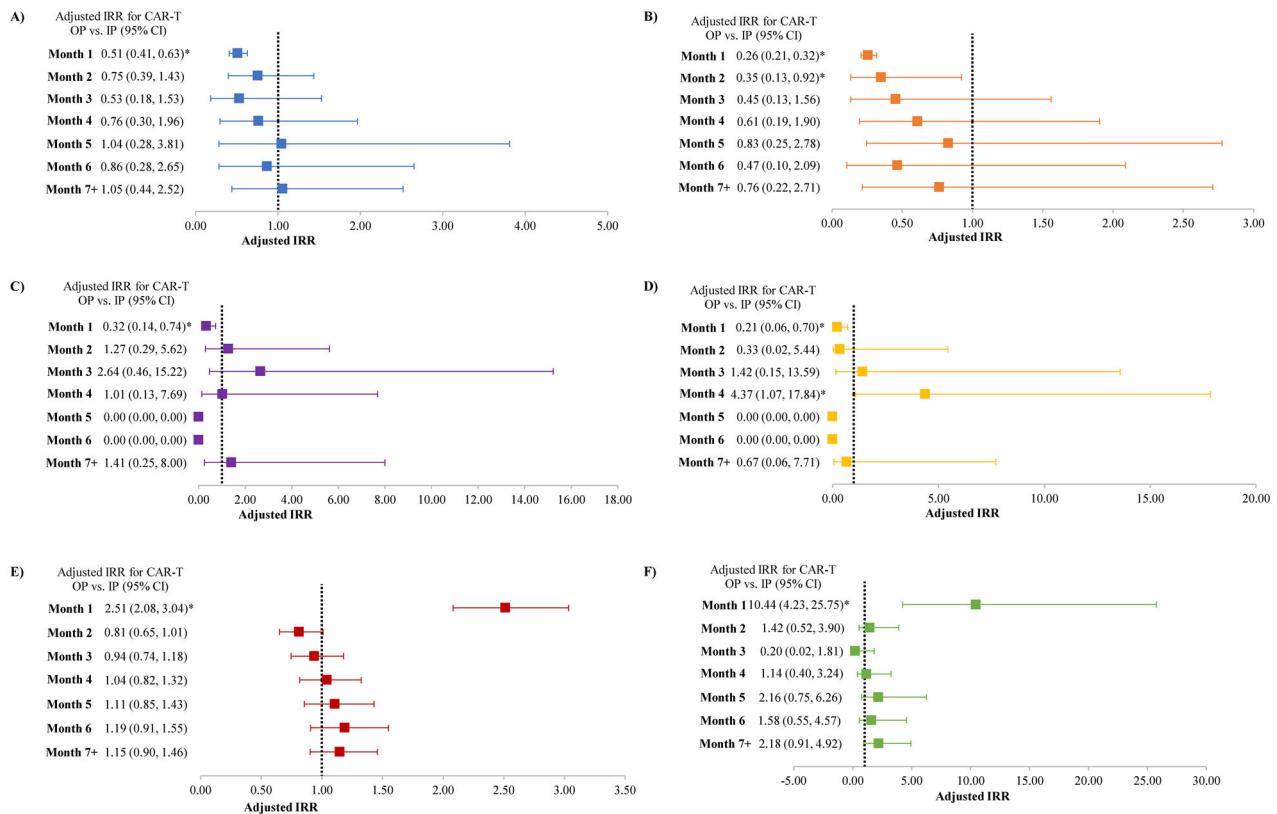 A)
Adjusted IRR for CAR-T
OP vs. IP (95% CI)
Month 1 0.51 (0.41, 0.63)*
Month 2 0.75 (0.39, 1.43)
Month 3 0.53 (0.18, 1.53)
Month 4 0.76 (0.30, 1.96)
Month 5 1.04 (0.28, 3.81)
Month 6 0.86 (0.28, 2.65)
Month 7+ 1.05 (0.44, 2.52)
0.00 1.00 2.00 3.00 4.00 5.00
Adjusted IRR
B)
Adjusted IRR for CAR-T
OP vs. IP (95% CI)
Month 1 0.26 (0.21, 0.32)*
Month 2 0.35 (0.13, 0.92)*
Month 3 0.45 (0.13, 1.56)
Month 4 0.61 (0.19, 1.90)
Month 5 0.83 (0.25, 2.78)
Month 6 0.47 (0.10, 2.09)
Month 7+ 0.76 (0.22, 2.71)
0.00 0.50 1.00 1.50 2.00 2.50 3.00
Adjusted IRR
C)
Adjusted IRR for CAR-T
OP vs. IP (95% CI)
Month 1 0.32 (0.14, 0.74)*
Month 2 1.27 (0.29, 5.62)
Month 3 2.64 (0.46, 15.22)
Month 4 1.01 (0.13, 7.69)
Month 5 0.00 (0.00, 0.00)
Month 6 0.00 (0.00, 0.00)
Month 7+ 1.41 (0.25, 8.00)
0.00 2.00 4.00 6.00 8.00 10.00 12.00 14.00 16.00 18.00
Adjusted IRR
D)
Adjusted IRR for CAR-T
OP vs. IP (95% CI)
Month 1 0.21 (0.06, 0.70)*
Month 2 0.33 (0.02, 5.44)
Month 3 1.42 (0.15, 13.59)
Month 4 4.37 (1.07, 17.84)*
Month 5 0.00 (0.00, 0.00)
Month 6 0.00 (0.00, 0.00)
Month 7+ 0.67 (0.06, 7.71)
0.00 5.00 10.00 15.00 20.00
Adjusted IRR
E)
Adjusted IRR for CAR-T
OP vs. IP (95% CI)
Month 1 2.51 (2.08, 3.04)*
Month 2 0.81 (0.65, 1.01)
Month 3 0.94 (0.74, 1.18)
Month 4 1.04 (0.82, 1.32)
Month 5 1.11 (0.85, 1.43)
Month 6 1.19 (0.91, 1.55)
Month 7+ 1.15 (0.90, 1.46)
0.00 0.50 1.00 1.50 2.00 2.50 3.00 3.50
Adjusted IRR
F)
Adjusted IRR for CAR-T
OP vs. IP (95% CI)
Month 1 10.44 (4.23, 25.75)*
Month 2 1.42 (0.52, 3.90)
Month 3 0.20 (0.02, 1.81)
Month 4 1.14 (0.40, 3.24)
Month 5 2.16 (0.75, 6.26)
Month 6 1.58 (0.55, 4.57)
Month 7+ 2.18 (0.91, 4.92)
-5.00 0.00 5.00 10.00 15.00 20.00 25.00 30.00
Adjusted IRR